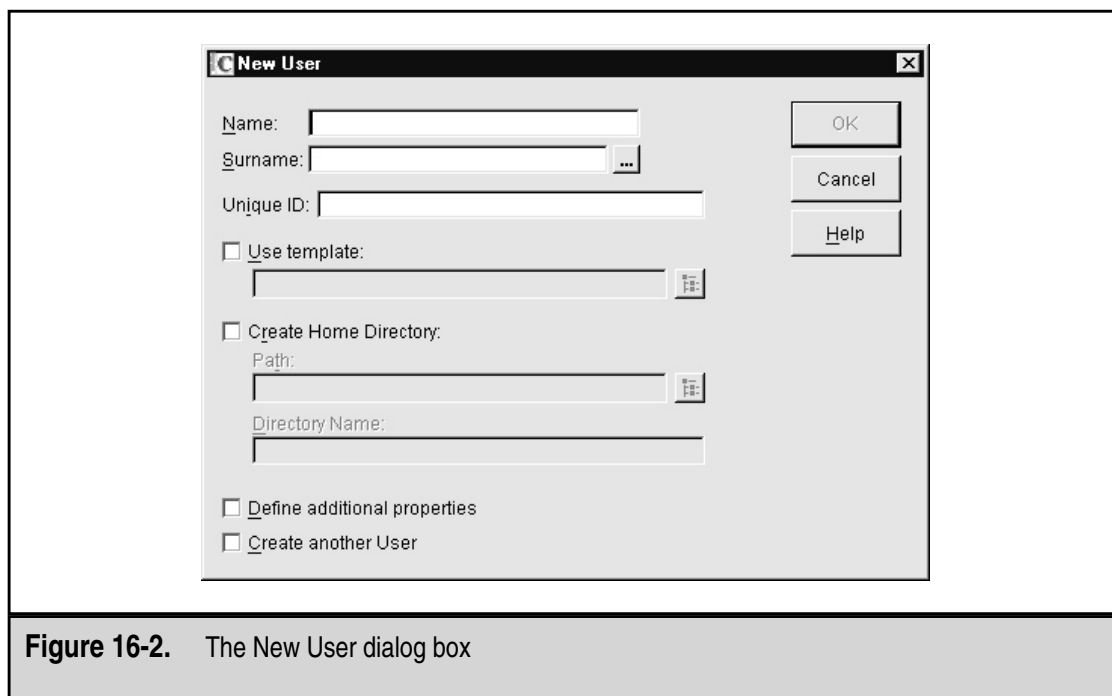 C New User
Name:
OK
Surname:
...
Cancel
Unique ID:
Help
Use template:
Create Home Directory:
Path:
Directory Name:
Define additional properties
Create another User
Figure 16-2. The New User dialog box